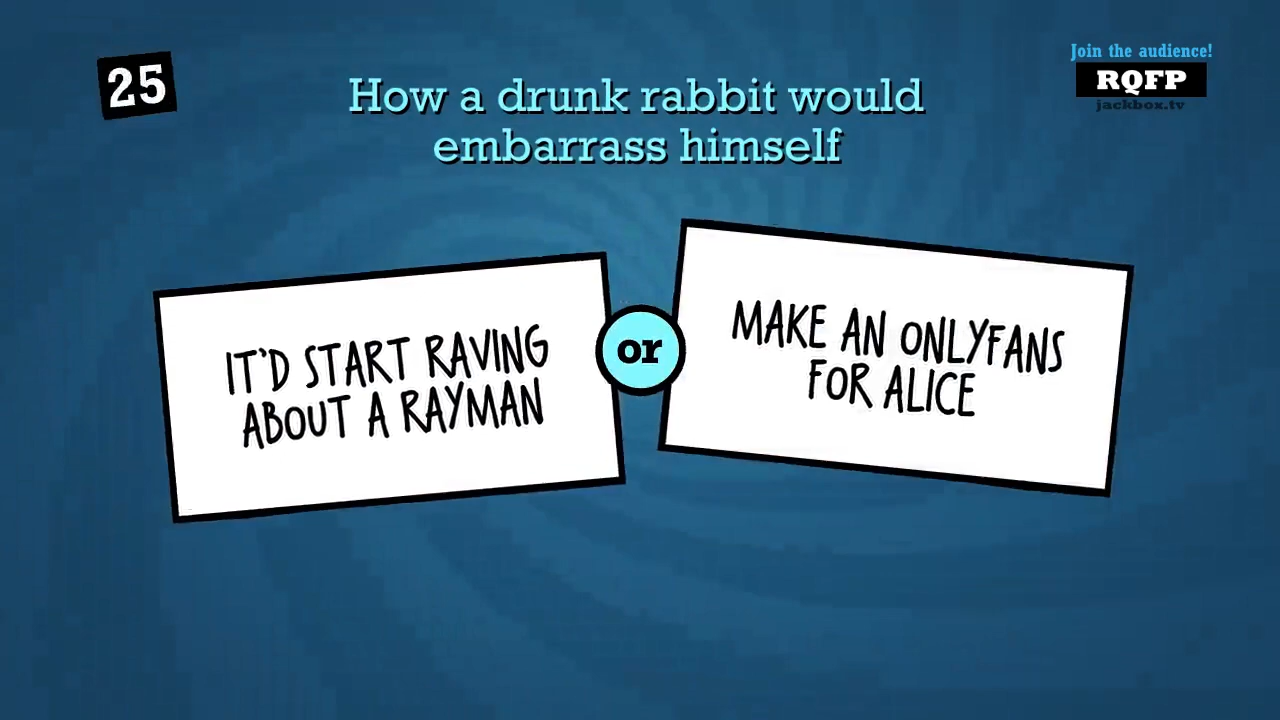 25
How a drunk rabbit would
embarrass himself
Join the audience!
RQFP
jackbox.tv
IT'D START RAVING
ABOUT A RAYMAN
or
MAKE AN ONLYFANS
FOR ALICE